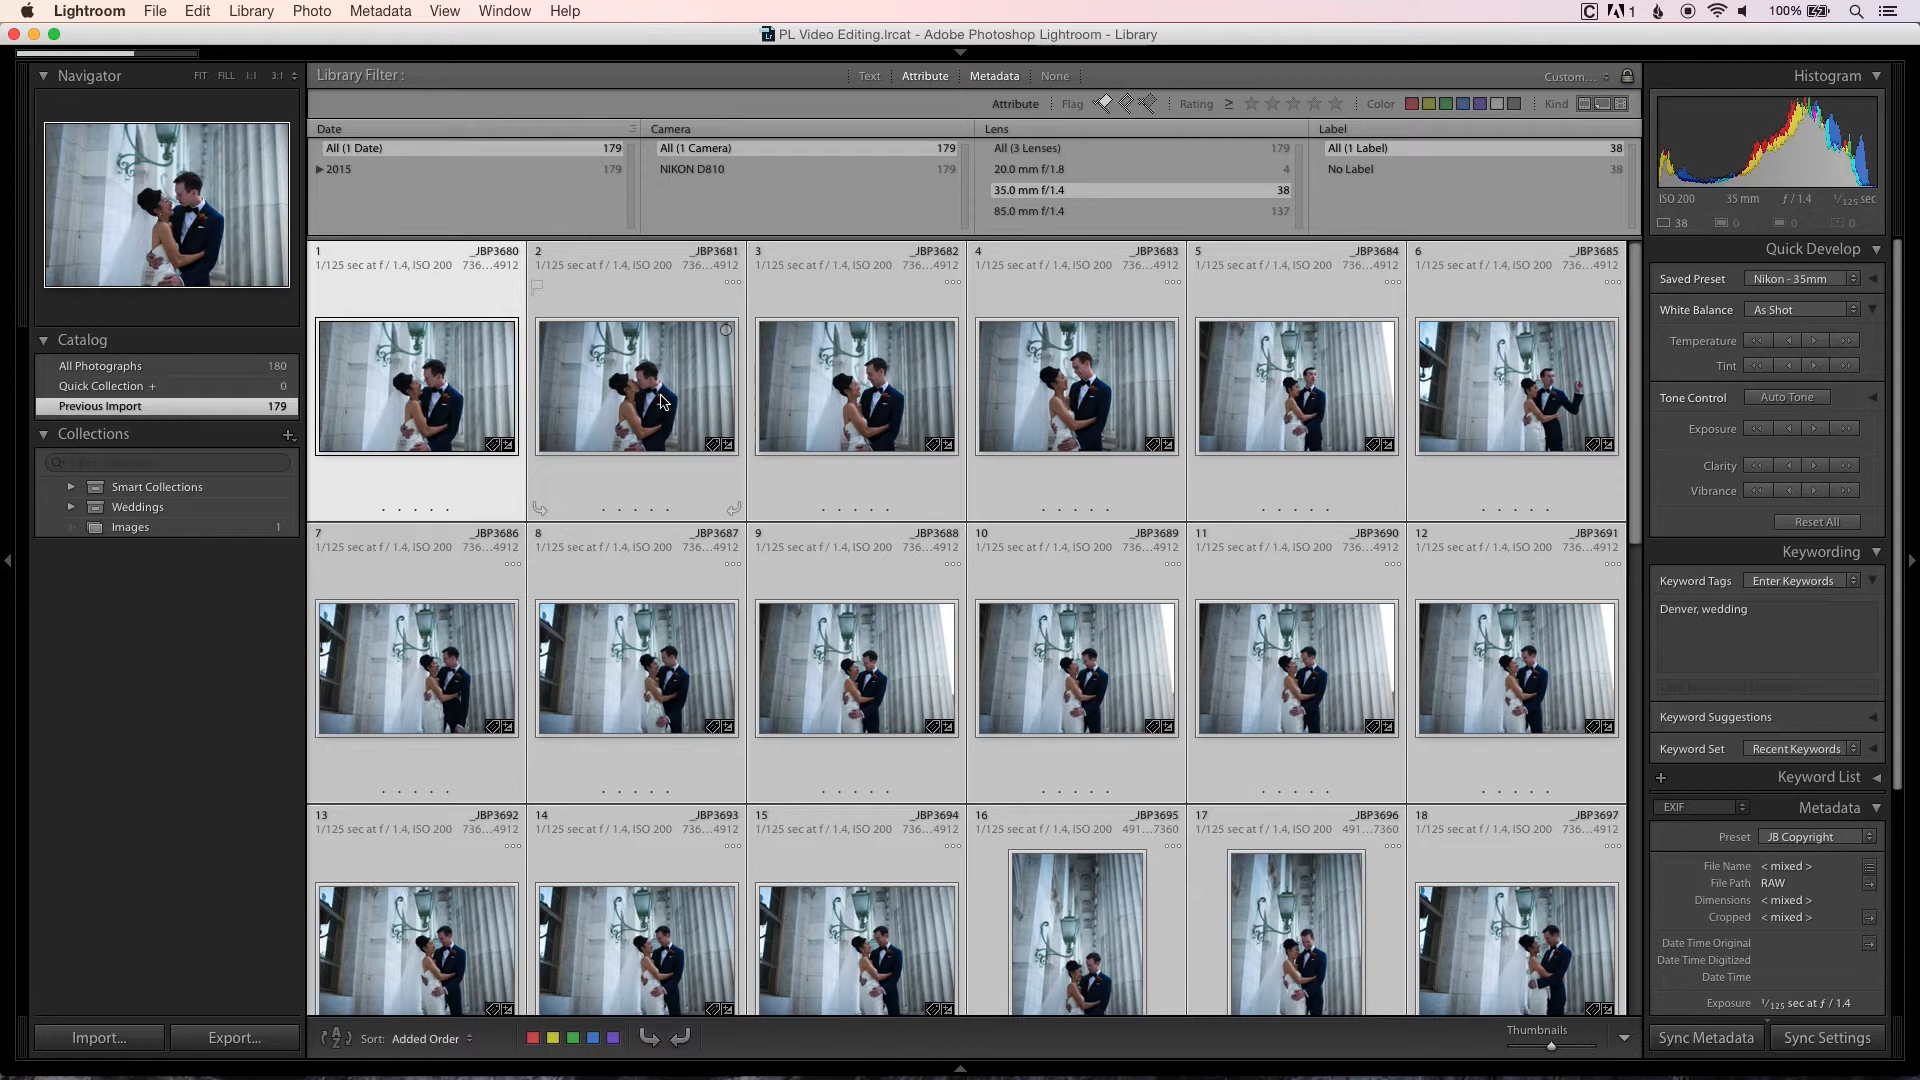 Lightroom File Edit Library Photo Metadata View Window Help
1 100%
PL Video Editing.lrcat - Adobe Photoshop Lightroom - Library
Navigator FIT FILL 1:1 3:1
Library Filter : Text Attribute Metadata None Custom...
Histogram
Attribute Flag Rating ≥ Color Kind
Date Camera Lens Label
All (1 Date) 179 All (1 Camera) 179 All (3 Lenses) 179 All (1 Label) 38
2015 179 NIKON D810 179 20.0 mm f/1.8 4 No Label 38
35.0 mm f/1.4 38
85.0 mm f/1.4 137
ISO 200 35 mm ƒ / 1.4 1/125 sec
38 0 0 0
1 _JBP3680 2 _JBP3681 3 _JBP3682 4 _JBP3683 5 _JBP3684 6 _JBP3685
1/125 sec at f / 1.4, ISO 200 736...4912 1/125 sec at f / 1.4, ISO 200 736...4912 1/125 sec at f / 1.4, ISO 200 736...4912 1/125 sec at f / 1.4, ISO 200 736...4912 1/125 sec at f / 1.4, ISO 200 736...4912 1/125 sec at f / 1.4, ISO 200 736...4912
Catalog
All Photographs 180
Quick Collection + 0
Previous Import 179
Collections
Smart Collections
Weddings
Images 1
7 _JBP3686 8 _JBP3687 9 _JBP3688 10 _JBP3689 11 _JBP3690 12 _JBP3691
1/125 sec at f / 1.4, ISO 200 736...4912 1/125 sec at f / 1.4, ISO 200 736...4912 1/125 sec at f / 1.4, ISO 200 736...4912 1/125 sec at f / 1.4, ISO 200 736...4912 1/125 sec at f / 1.4, ISO 200 736...4912 1/125 sec at f / 1.4, ISO 200 736...4912
13 _JBP3692 14 _JBP3693 15 _JBP3694 16 _JBP3695 17 _JBP3696 18 _JBP3697
1/125 sec at f / 1.4, ISO 200 736...4912 1/125 sec at f / 1.4, ISO 200 736...4912 1/125 sec at f / 1.4, ISO 200 736...4912 1/125 sec at f / 1.4, ISO 200 491...7360 1/125 sec at f / 1.4, ISO 200 491...7360 1/125 sec at f / 1.4, ISO 200 736...4912
Quick Develop
Saved Preset Nikon - 35mm
White Balance As Shot
Temperature
Tint
Tone Control Auto Tone
Exposure
Clarity
Vibrance
Reset All
Keywording
Keyword Tags Enter Keywords
Denver, wedding
Keyword Suggestions
Keyword Set Recent Keywords
Keyword List
EXIF Metadata
Preset JB Copyright
File Name < mixed >
File Path RAW
Dimensions < mixed >
Cropped < mixed >
Date Time Original
Date Time Digitized
Date Time
Exposure 1/125 sec at ƒ / 1.4
Import... Export... Sort: Added Order Thumbnails Sync Metadata Sync Settings